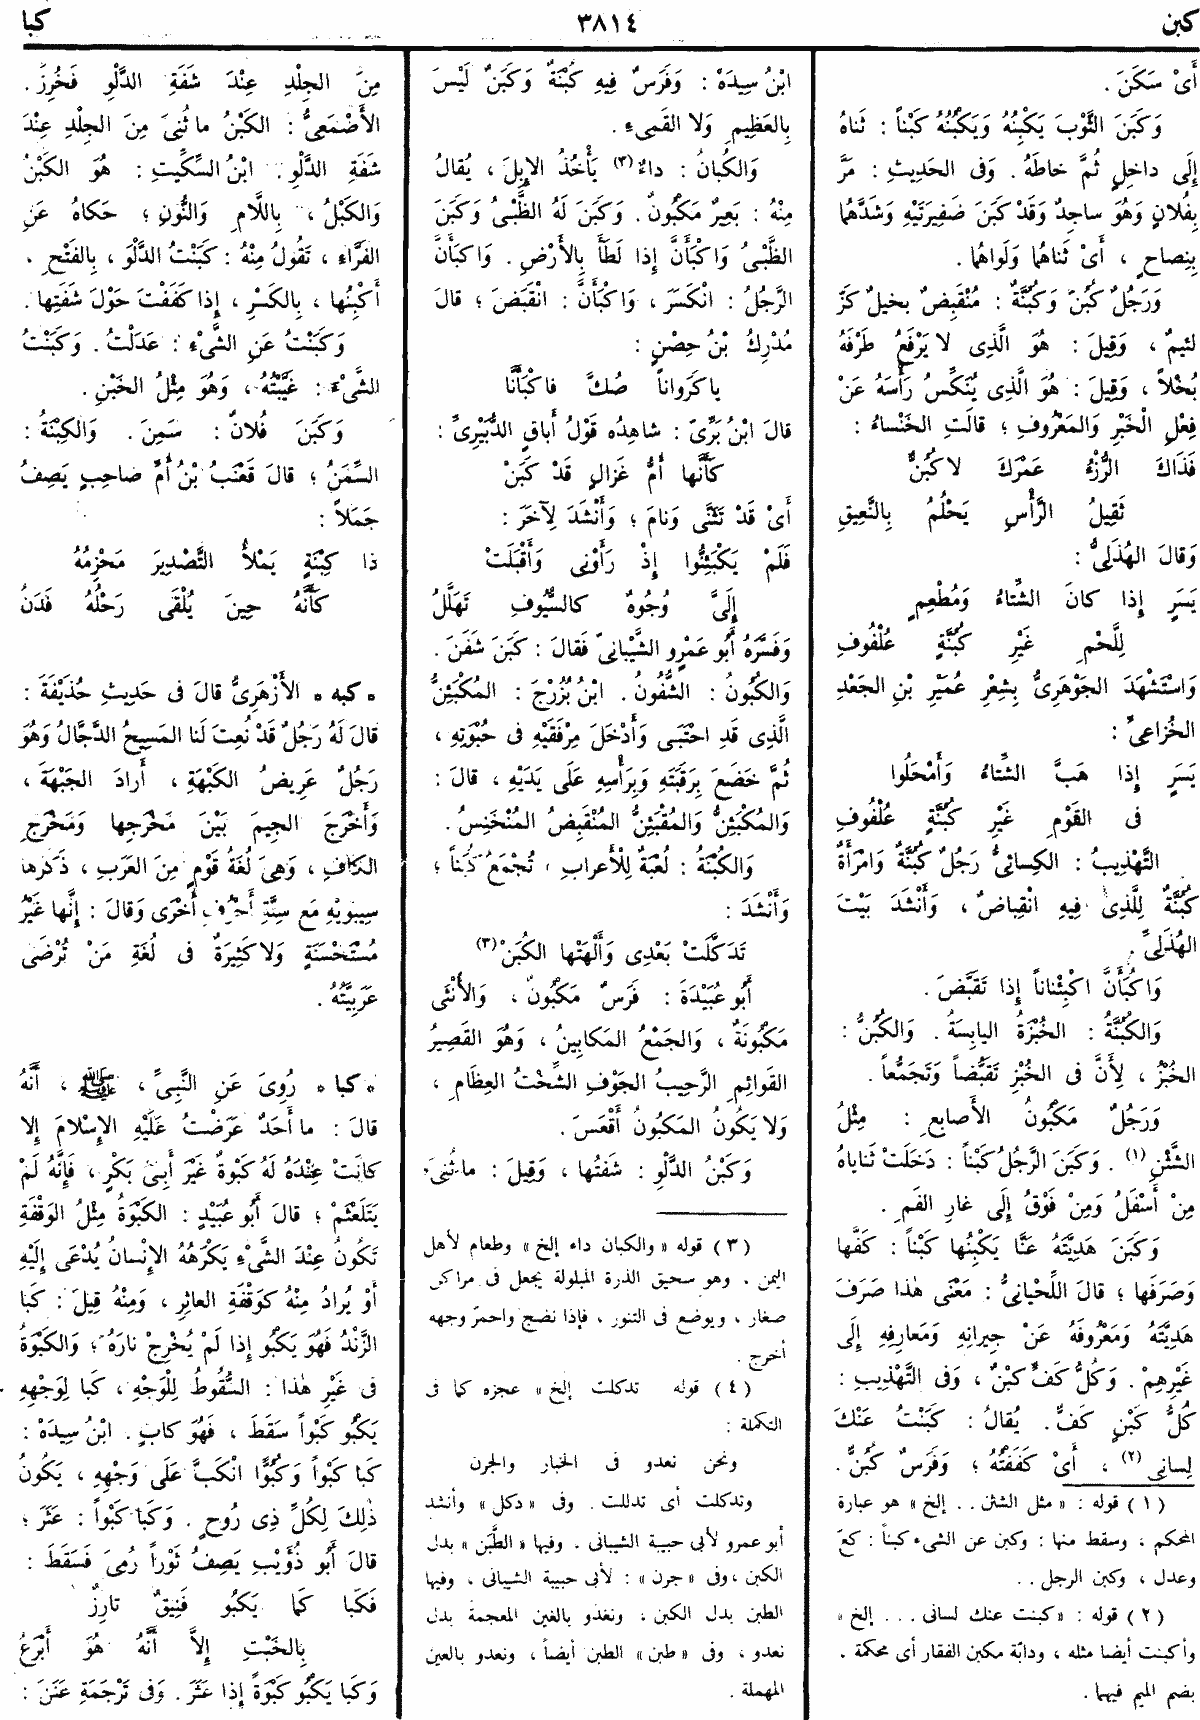 كبن
٣٨١٤
كبا
أَىْ سَكَنَ .
وَكَبَنَ الثَّوْبَ يَكْبِنُهُ وَيَكْبُنُهُ كَبْناً : ثَناهُ
إِلَى داخِلٍ ثُمَّ خاطَهُ . وَفِى الحَدِيثِ : مَرَّ
بِفُلانٍ وَهُوَ ساجِدٌ وَقَدْ كَبَنَ ضَفِيرَتَيْهِ وَشَدَّهُما
بِنِصاحٍ ، أَىْ ثَناهُما وَلَواهُما .
وَرَجُلٌ كُبُنٌّ وَكُبُنَّةٌ : مُنْقَبِضٌ بخيلٌ كَزٌّ
لئيمٌ ، وَقِيلَ : هُوَ الَّذِى لا يَرْفَعُ طَرْفَهُ
بُخْلاً ، وَقِيلَ : هُوَ الَّذِى يُنَكِّسُ رَأْسَهُ عَنْ
فِعْلِ الخَيْرِ وَالمَعْرُوفِ ؛ قالَتِ الخَنْساءُ :
فَذَاكَ الرُّزْءُ عَمْرَكَ لا كُبُنٌّ
ثَقِيلُ الرَّأْسِ يَحْلُمُ بِالنَّعِيقِ
وَقالَ الهُذَلِىُّ :
يَسَرٍ إِذا كانَ الشِّتاءُ وَمُطْعِمٍ
لِلَّحْمِ غَيْرِ كُبُنَّةٍ عُلْفُوفِ
وَاسْتَشْهَدَ الجَوْهَرِىُّ بِشِعْرِ عُمَيْرِ بْنِ الجَعْدِ
الخُزاعِىِّ :
يَسَرٍ إِذا هَبَّ الشِّتاءُ وَأَمْحَلُوا
فِى القَوْمِ غَيْرِ كُبُنَّةٍ عُلْفُوفِ
التَّهْذِيبُ : الكِسائِىُّ رَجُلٌ كُبُنَّةٌ وَامْرَأَةٌ
كُبُنَّةٌ لِلَّذِى فِيهِ انْقِباضٌ ، وَأَنْشَدَ بَيْتَ
الهُذَلِىِّ .
وَاكْبَأَنَّ اكْبِئْناناً إِذا تَقَبَّضَ .
وَالكُبُنَّةُ : الخُبْزَةُ اليابِسَةُ . وَالكُبُنُّ :
الخُبْزُ ، لِأَنَّ فِى الخُبْزِ تَقَبُّضاً وَتَجَمُّعاً .
وَرَجُلٌ مَكْبُونُ الأَصابعِ : مِثْلُ
الشَّثْنِ (١) . وَكَبَنَ الرَّجُلُ كَبْناً : دَخَلَتْ ثَناياهُ
مِنْ أَسْفَلُ وَمِنْ فَوْقُ إِلَى غارِ الفَمِ .
وَكَبَنَ هَدِيَّتَهُ عَنَّا يَكْبِنُها كَبْناً : كَفَّها
وَصَرَفَها ؛ قالَ اللِّحْيانِىُّ : مَعْنَى هٰذا صَرَفَ
هَدِيَّتَهُ وَمَعْرُوفَهُ عَنْ جِيرانِهِ وَمَعارِفِهِ إِلَى
غَيْرِهِمْ . وَكُلُّ كَفٍّ كَبْنٌ ، وَفِى التَّهْذِيبِ :
كُلُّ كَبْنٍ كَفٌّ . يُقالُ : كَبَنْتُ عَنْكَ
لِسانِى (٢) ، أَىْ كَفَفْتُهُ ؛ وَفَرَسٌ كُبُنٌّ .
(١) قوله : «مثل الشثن .. إلخ» هو عبارة
المحكم ، وسقط منها : وكبن عن الشىء كبناً : كعَّ
وعدل ، وكبن الرجل . .
(٢) قوله : «كبنت عنك لسانى . . . إلخ»
وأكبنت أيضا مثله ، ودابّة مكبن الفقار أى محكمة .
بضم الميم فيهما .
ابْنُ سِيدَهْ : وَفَرَسٌ فِيهِ كُبْنَةٌ وَكَبَنٌ لَيْسَ
بِالعَظِيمِ وَلا القَمِىءِ .
وَالكُبانُ : داءٌ (٣) يَأْخُذُ الإِبِلَ ، يُقالُ
مِنْهُ : بَعِيرٌ مَكْبُونٌ . وَكَبَنَ لَهُ الظَّبْىُ وَكَبَنَ
الظَّبْىُ وَاكْبَأَنَّ إِذا لَطَأَ بِالأَرْضِ . وَاكْبَأَنَّ
الرَّجُلُ : انْكَسَرَ ، وَاكْبَأَنَّ : انْقَبَضَ ؛ قالَ
مُدْرِكُ بْنُ حِصْنٍ :
يا كَرَواناً صُكَّ فاكْبَأَنَّا
قالَ ابْنُ بَرِّىّ : شاهِدُه قَوْلُ أَباقٍ الدُّبَيْرِىِّ :
كَأَنَّها أُمُّ غَزالٍ قَدْ كَبَنْ
أَىْ قَدْ تَثَنَّى وَنامَ ؛ وَأَنْشَدَ لِآخَرَ :
فَلَمْ يَكْبَئِنُّوا إِذْ رَأَوْنِى وَأَقْبَلَتْ
إِلَىَّ وُجُوهٌ كالسُّيُوفِ تَهَلَّلُ
وَفَسَّرَهُ أَبُو عَمْرٍو الشَّيْبانِىّ فَقالَ : كَبَنَ شَفَنَ .
وَالكُبُونُ : الشُّفُونُ . ابْنُ بُزُرْجَ : المُكْبَئِنُّ
الَّذِى قَدِ احْتَبَى وَأَدْخَلَ مِرْفَقَيْهِ فِى حُبْوَتِهِ ،
ثُمَّ خَضَعَ بِرَقَبَتَهِ وَبِرَأْسِهِ عَلَى يَدَيْهِ ، قالَ :
وَالمُكْبَئِنُّ وَالمُقْبَئِنُّ المُنْقَبِضُ المُنْخَنِسُ .
وَالكُبْنَةُ : لُعْبَةٌ لِلْأَعرابِ ، تُجْمَعُ كُبَناً ؛
وَأَنْشَدَ :
تَدَكَّلَتْ بَعْدِى وَأَلْهَتْها الكُبَنْ (٣)
أَبُو عُبَيْدَةَ : فَرَسٌ مَكْبُونٌ ، وَالأُنْثَى
مَكْبُونَةٌ ، وَالجَمْعُ المَكابِينُ ، وَهُوَ القَصِيرُ
القَوائِمِ الرَّحِيبُ الجَوْفِ الشَّخْتُ العِظَامِ ،
وَلا يَكُونُ المَكْبُونُ أَقْعَسَ .
وَكَبْنُ الدَّلْوِ : شَفَتُها ، وَقِيلَ : ما ثُنِىَ
(٣) قوله «والكبان داء إلخ» وطعام لأهل
اليمن . وهو سحيق الذرة المبلولة يجعل فى مراكن
صغار ، ويوضع فى التنور ، فإذا نضج واحمرّ وجهه
أخرج .
(٤) قوله تدكلت إلخ» عجزه كما فى
التكملة :
ونحن نعدو فى الخبار والجرن
وتدكلت أى تدللت . وفى «دكل» وأنشد
أبو عمرو لأبى حبيبة الشيبانى . وفيها «الطَّبَن» بدل
الكبن ، وفى «جرن» : لأبى حبيبة الشيبانى ، وفيها
الطبن بدل الكبن ، ونغذو بالغين المعجمة بدل
نعدو ، وفى «طبن» الطبن أيضاً ، ونعدو بالعين
المهملة .
مِنَ الجِلْدِ عِنْدَ شَفَةِ الدَّلْوِ فَخُرِزَ .
الأَصْمَعِىُّ : الكَبْنُ ما ثُنِىَ مِنَ الجِلْدِ عِنْدَ
شَفَةِ الدَّلْوِ . ابْنُ السِّكِّيتِ : هُوَ الكَبْنُ
وَالكَبْلُ ، بِاللَّامِ وَالنُّونِ ؛ حَكاهُ عَنِ
الفَرَّاءِ ، تَقُولُ مِنْهُ : كَبَنْتُ الدَّلْوَ ، بِالفَتْحِ ،
أَكْبِنُها ، بِالكَسْرِ ، إِذا كَفَفْتَ حَوْلَ شَفَتِها .
وَكَبَنْتُ عَنِ الشَّىْءِ : عَدَلْتُ . وَكَبَنْتُ
الشَّىْءَ : غَيَّبْتُهُ ، وَهُوَ مِثْلُ الخَبْنِ .
وَكَبَنَ فُلانٌ : سَمِنَ . وَالكِبْنَةُ :
السِّمَنُ ؛ قالَ قَعْنَبُ بْنُ أُمِّ صاحِبٍ يَصِفُ
جَمَلاً :
ذا كِبْنَةٍ يَمْلأُ التَّصْدِيرَ مَحْزِمُهُ
كَأَنَّهُ حِينَ يُلْقَى رَحْلُهُ فَدَنُ
• كبه • الأَزْهَرِىُّ قالَ فى حَدِيثِ حُذَيْفَةَ :
قالَ لَهُ رَجُلٌ قَدْ نُعِتَ لَنا المَسِيحُ الدَّجَّالُ وَهُوَ
رَجُلٌ عَرِيضُ الكَبْهَةِ ، أَرادَ الجَبْهَةَ ،
وَأَخْرَجَ الجِيمَ بَيْنَ مَخْرَجِها وَمَخْرَجِ
الكافِ ، وَهِىَ لُغَةُ قَوْمٍ مِنَ العَرَبِ ، ذَكَرَها
سِيبَوَيْهِ مَع سِتَّةِ أَحْرُفٍ أُخْرَى وَقالَ : إِنَّها غَيْرُ
مُسْتَحْسَنَةٍ وَلا كَثِيرَةٌ فى لُغَةِ مَنْ تُرْضَى
عَرَبِيَّتُهُ .
• كبا • رُوِىَ عَنِ النَّبِىِّ ، ﷺ ، أَنَّهُ
قالَ : ما أَحَدٌ عَرَضْتُ عَلَيْهِ الإِسْلامَ إِلا
كانَتْ عِنْدَهُ لَهُ كَبْوَةٌ غَيْرَ أَبِى بَكْرٍ ، فَإِنَّهُ لَمْ
يَتَلَعْثَمْ ؛ قالَ أَبُو عُبَيْدٍ : الكَبْوَةُ مِثْلُ الوَقْفَةِ
تَكُونُ عِنْدَ الشَّىْءِ يَكْرَهُهُ الإِنْسانُ يُدْعَى إِلَيْهِ
أَوْ يُرادُ مِنْهُ كَوَقْفَةِ العاثِرِ ، وَمِنْهُ قِيلَ : كَبا
الزَّنْدُ فَهُوَ يَكْبُو إِذا لَمْ يُخْرِجْ نارَهُ ؛ وَالكَبْوَةُ
فى غَيْرِ هٰذا : السُّقُوطُ لِلْوَجْهِ ، كَبا لِوَجْهِهِ
يَكْبُو كَبْواً سَقَطَ ، فَهُوَ كابٍ . ابْنُ سِيدَهْ :
كَبا كَبْواً وَكُبُوًّا انْكَبَّ عَلَى وَجْهِهِ ، يَكُونُ
ذٰلِكَ لِكُلِّ ذِى رُوحٍ . وَكَبا كَبْواً : عَثَرَ ؛
قالَ أَبُو ذُؤَيْبٍ يَصِفُ ثَوْراً رُمِىَ فَسَقَطَ :
فَكَبا كَما يَكْبُو فَنِيقٌ تارِزٌ
بِالخَبْتِ إِلاَّ أَنَّهُ هُوَ أَبْرَعُ
وَكَبا يَكْبُو كَبْوَةً إِذا عَثَرَ . وَفِى تَرْجَمَةِ عَنَنَ :